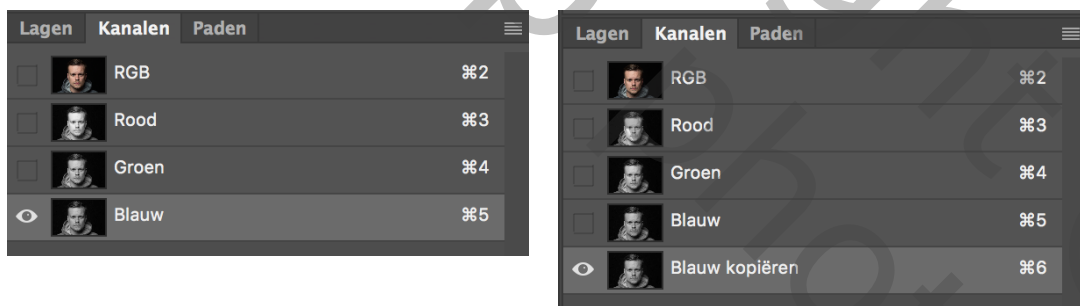 Lagen Kanalen Paden
RGB ⌘2
Rood ⌘3
Groen ⌘4
Blauw ⌘5
Lagen Kanalen Paden
RGB ⌘2
Rood ⌘3
Groen ⌘4
Blauw ⌘5
Blauw kopiëren ⌘6